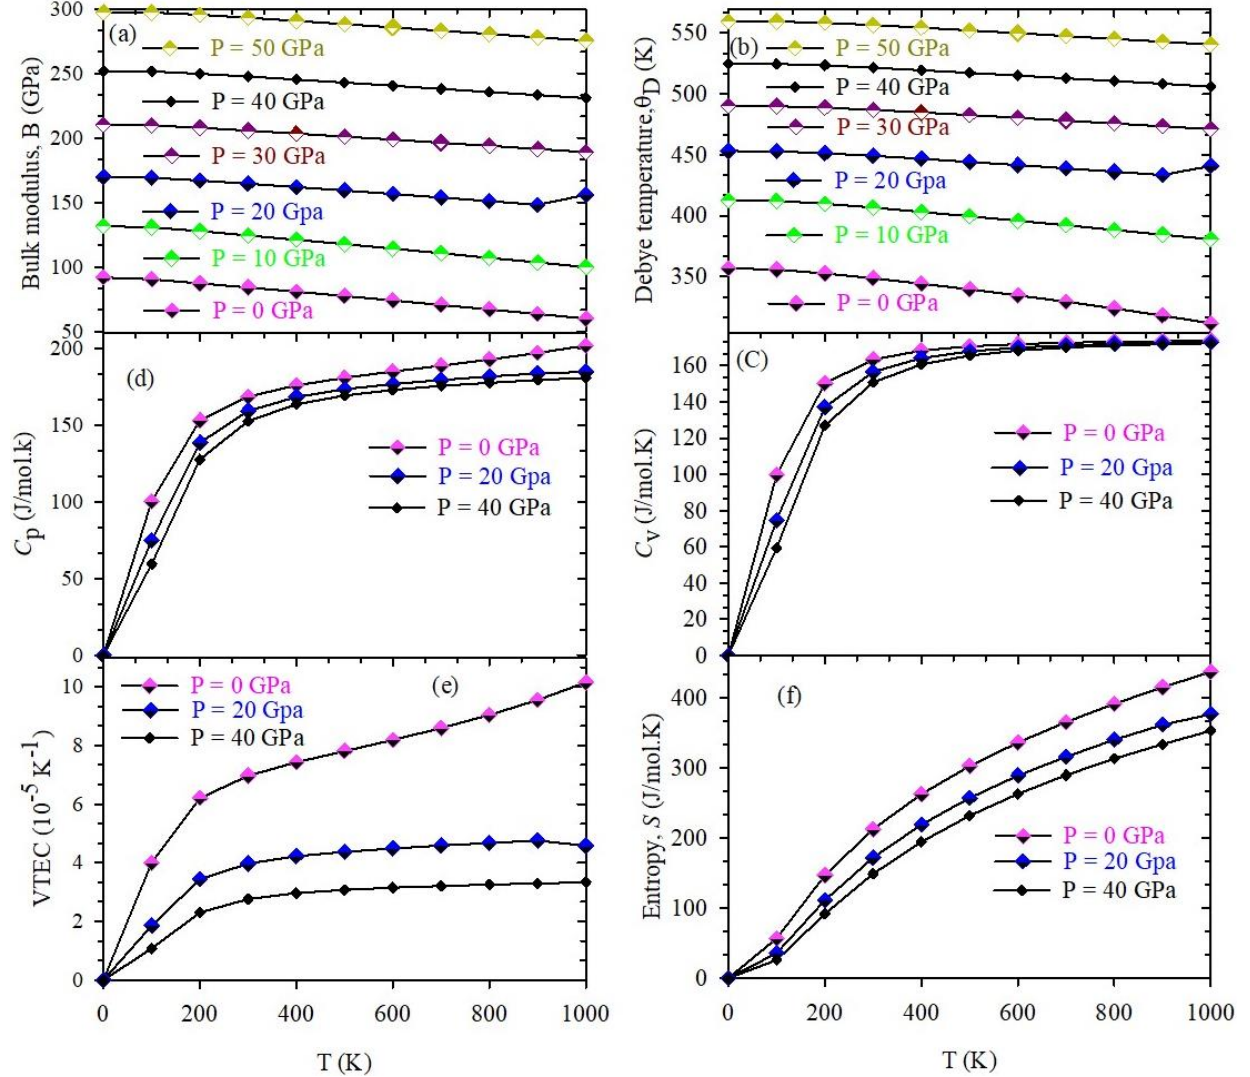 (a)
P = 50 GPa
P = 40 GPa
P = 30 GPa
P = 20 Gpa
P = 10 GPa
P = 0 GPa
300
250
200
150
100
50
Bulk modulus, B (GPa)
(b)
P = 50 GPa
P = 40 GPa
P = 30 GPa
P = 20 Gpa
P = 10 GPa
P = 0 GPa
550
500
450
400
350
Debye temperature,θD (K)
(d)
P = 0 GPa
P = 20 Gpa
P = 40 GPa
200
150
100
50
0
Cp (J/mol.k)
(C)
P = 0 GPa
P = 20 Gpa
P = 40 GPa
160
140
120
100
80
60
40
20
0
Cv (J/mol.K)
(e)
P = 0 GPa
P = 20 Gpa
P = 40 GPa
10
8
6
4
2
0
VTEC (10-5 K-1)
0 200 400 600 800 1000
T (K)
(f)
P = 0 GPa
P = 20 Gpa
P = 40 GPa
400
300
200
100
0
Entropy, S (J/mol.K)
0 200 400 600 800 1000
T (K)